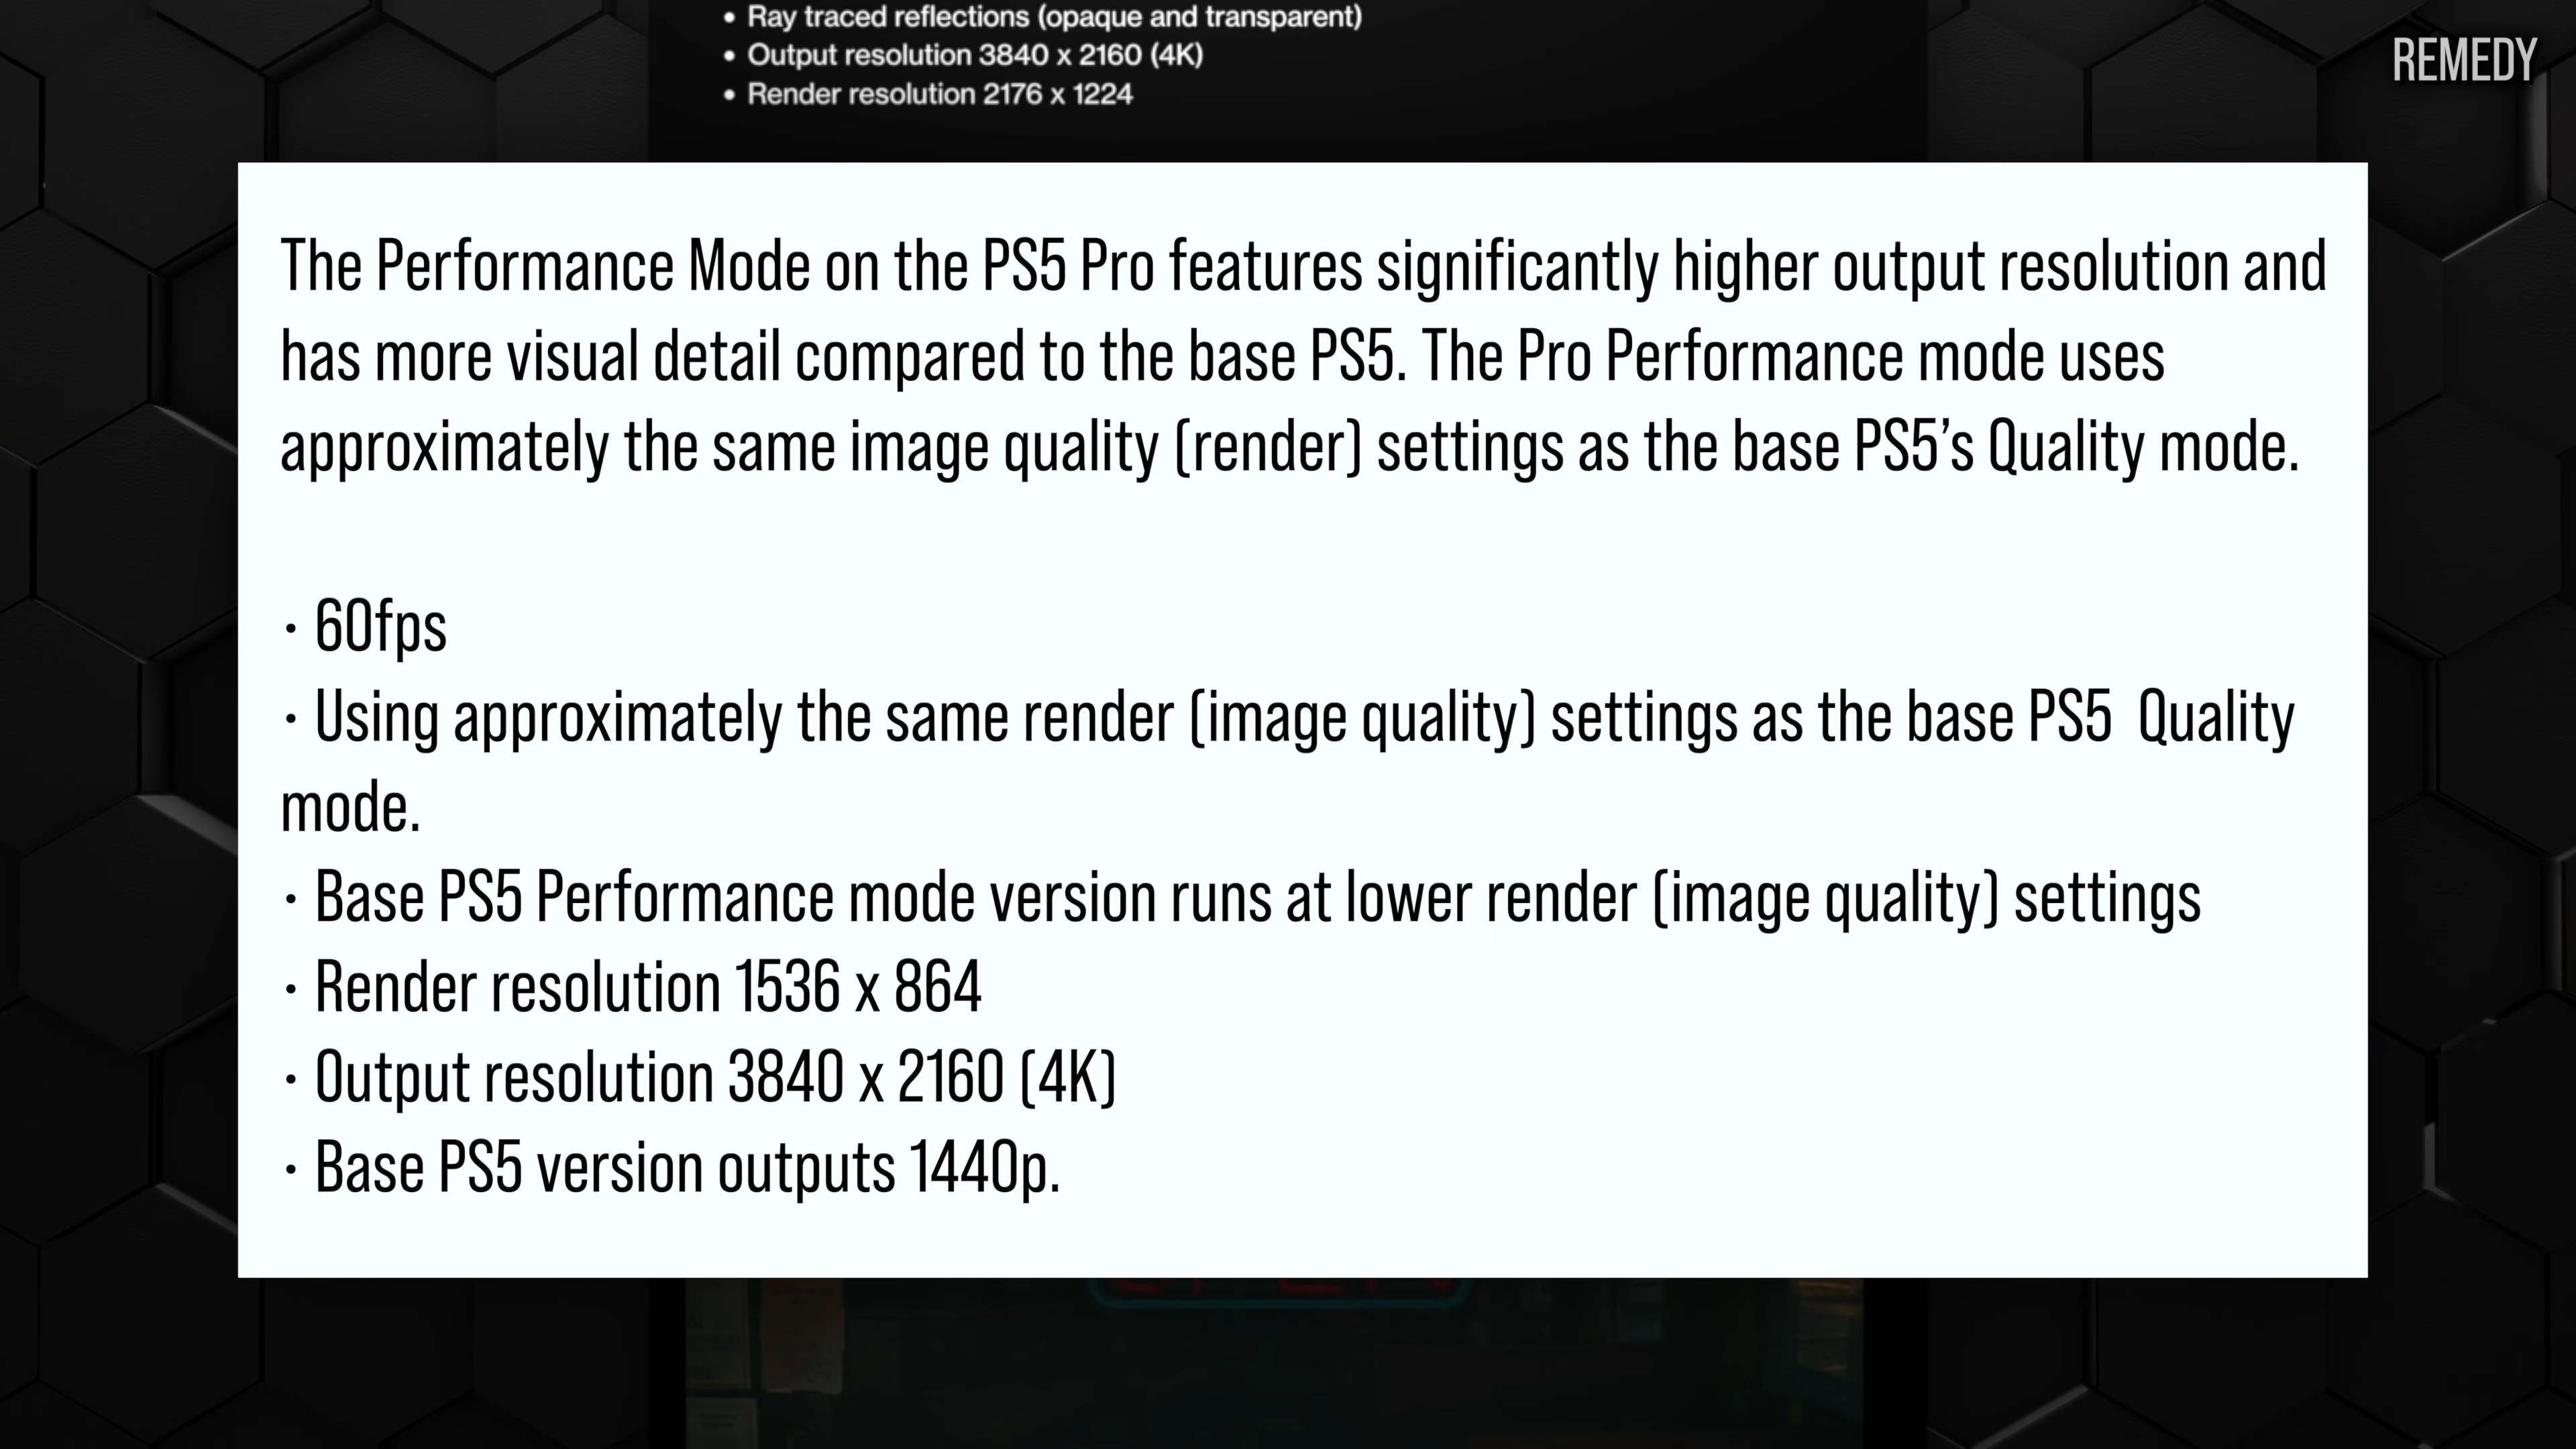 • Ray traced reflections (opaque and transparent)
• Output resolution 3840 x 2160 (4K)
• Render resolution 2176 x 1224
REMEDY
The Performance Mode on the PS5 Pro features significantly higher output resolution and
has more visual detail compared to the base PS5. The Pro Performance mode uses
approximately the same image quality (render) settings as the base PS5’s Quality mode.
· 60fps
· Using approximately the same render (image quality) settings as the base PS5  Quality
mode.
· Base PS5 Performance mode version runs at lower render (image quality) settings
· Render resolution 1536 x 864
· Output resolution 3840 x 2160 (4K)
· Base PS5 version outputs 1440p.